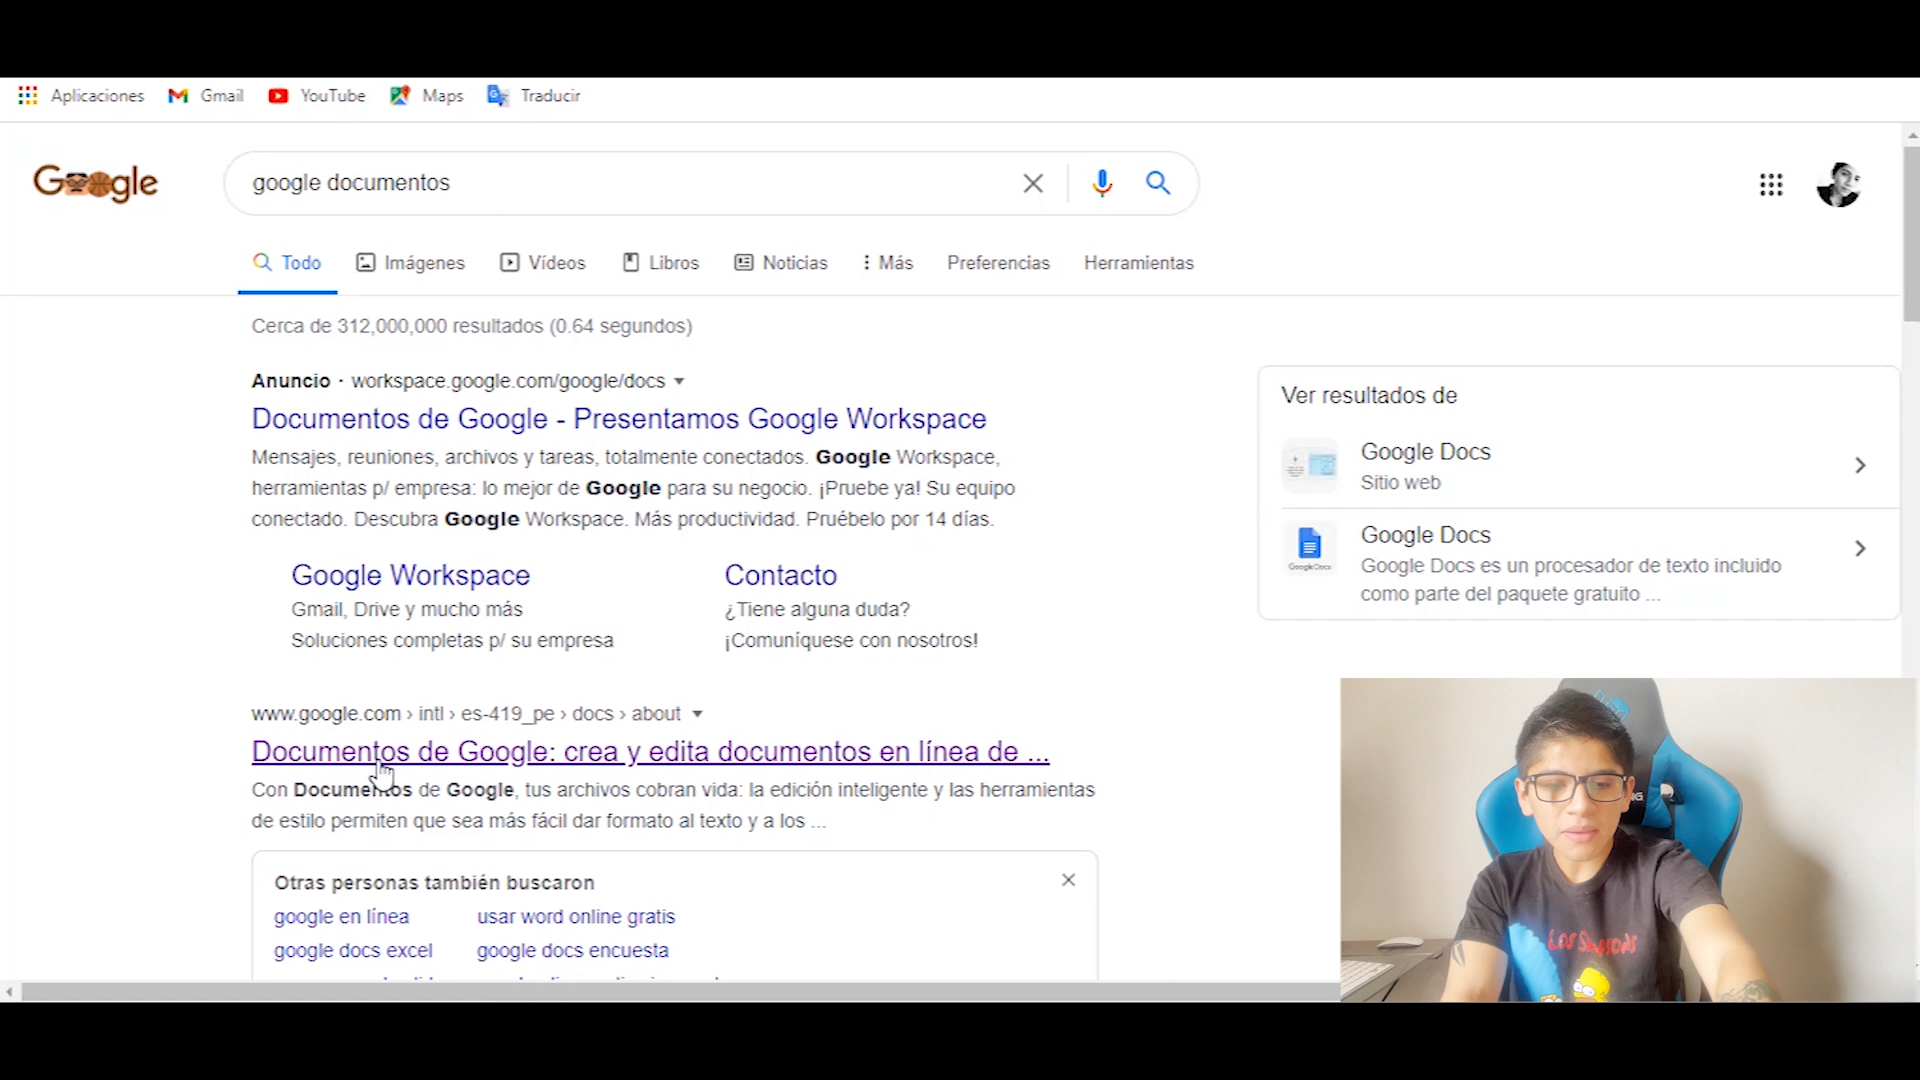 Aplicaciones Gmail YouTube Maps Traducir
Google
google documentos
Todo Imágenes Vídeos Libros Noticias Más Preferencias Herramientas
Cerca de 312,000,000 resultados (0.64 segundos)
Anuncio · workspace.google.com/google/docs
Documentos de Google - Presentamos Google Workspace
Mensajes, reuniones, archivos y tareas, totalmente conectados. Google Workspace,
herramientas p/ empresa: lo mejor de Google para su negocio. ¡Pruebe ya! Su equipo
conectado. Descubra Google Workspace. Más productividad. Pruébelo por 14 días.
Google Workspace
Gmail, Drive y mucho más
Soluciones completas p/ su empresa
Contacto
¿Tiene alguna duda?
¡Comuníquese con nosotros!
www.google.com › intl › es-419_pe › docs › about
Documentos de Google: crea y edita documentos en línea de ...
Con Documentos de Google, tus archivos cobran vida: la edición inteligente y las herramientas
de estilo permiten que sea más fácil dar formato al texto y a los ...
Otras personas también buscaron
google en línea usar word online gratis
google docs excel google docs encuesta
Ver resultados de
Google Docs
Sitio web
Google Docs
Google Docs
Google Docs es un procesador de texto incluido
como parte del paquete gratuito ...
Los Simpsons